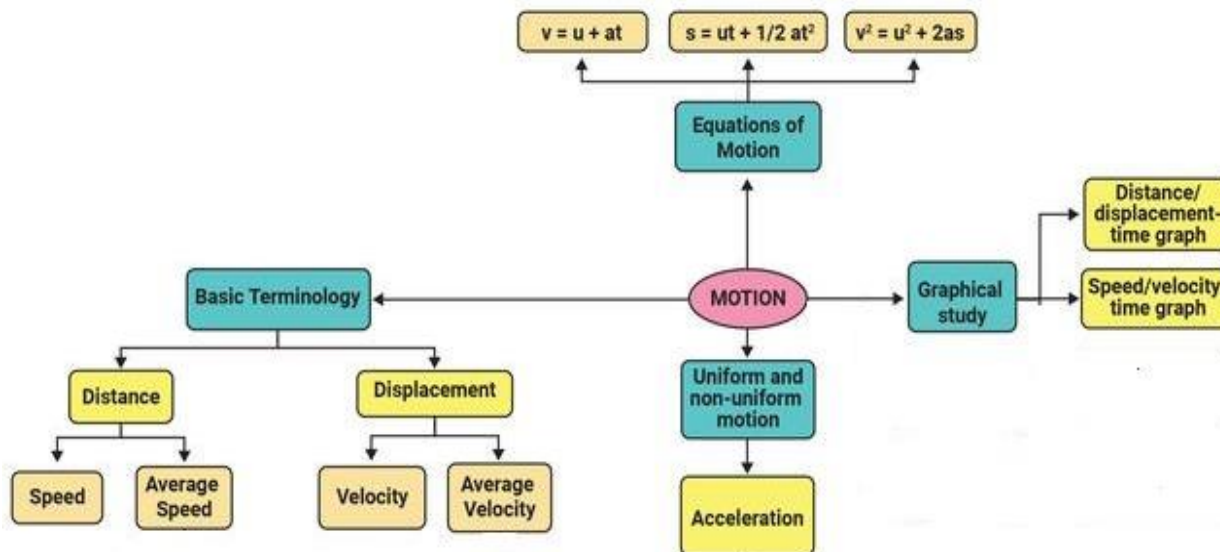 v = u + at
s = ut + 1/2 at²
v² = u² + 2as
Equations of
Motion
Distance/
displacement-
time graph
Basic Terminology
MOTION
Graphical
study
Speed/velocity
time graph
Uniform and
non-uniform
motion
Distance
Displacement
Speed
Average
Speed
Velocity
Average
Velocity
Acceleration